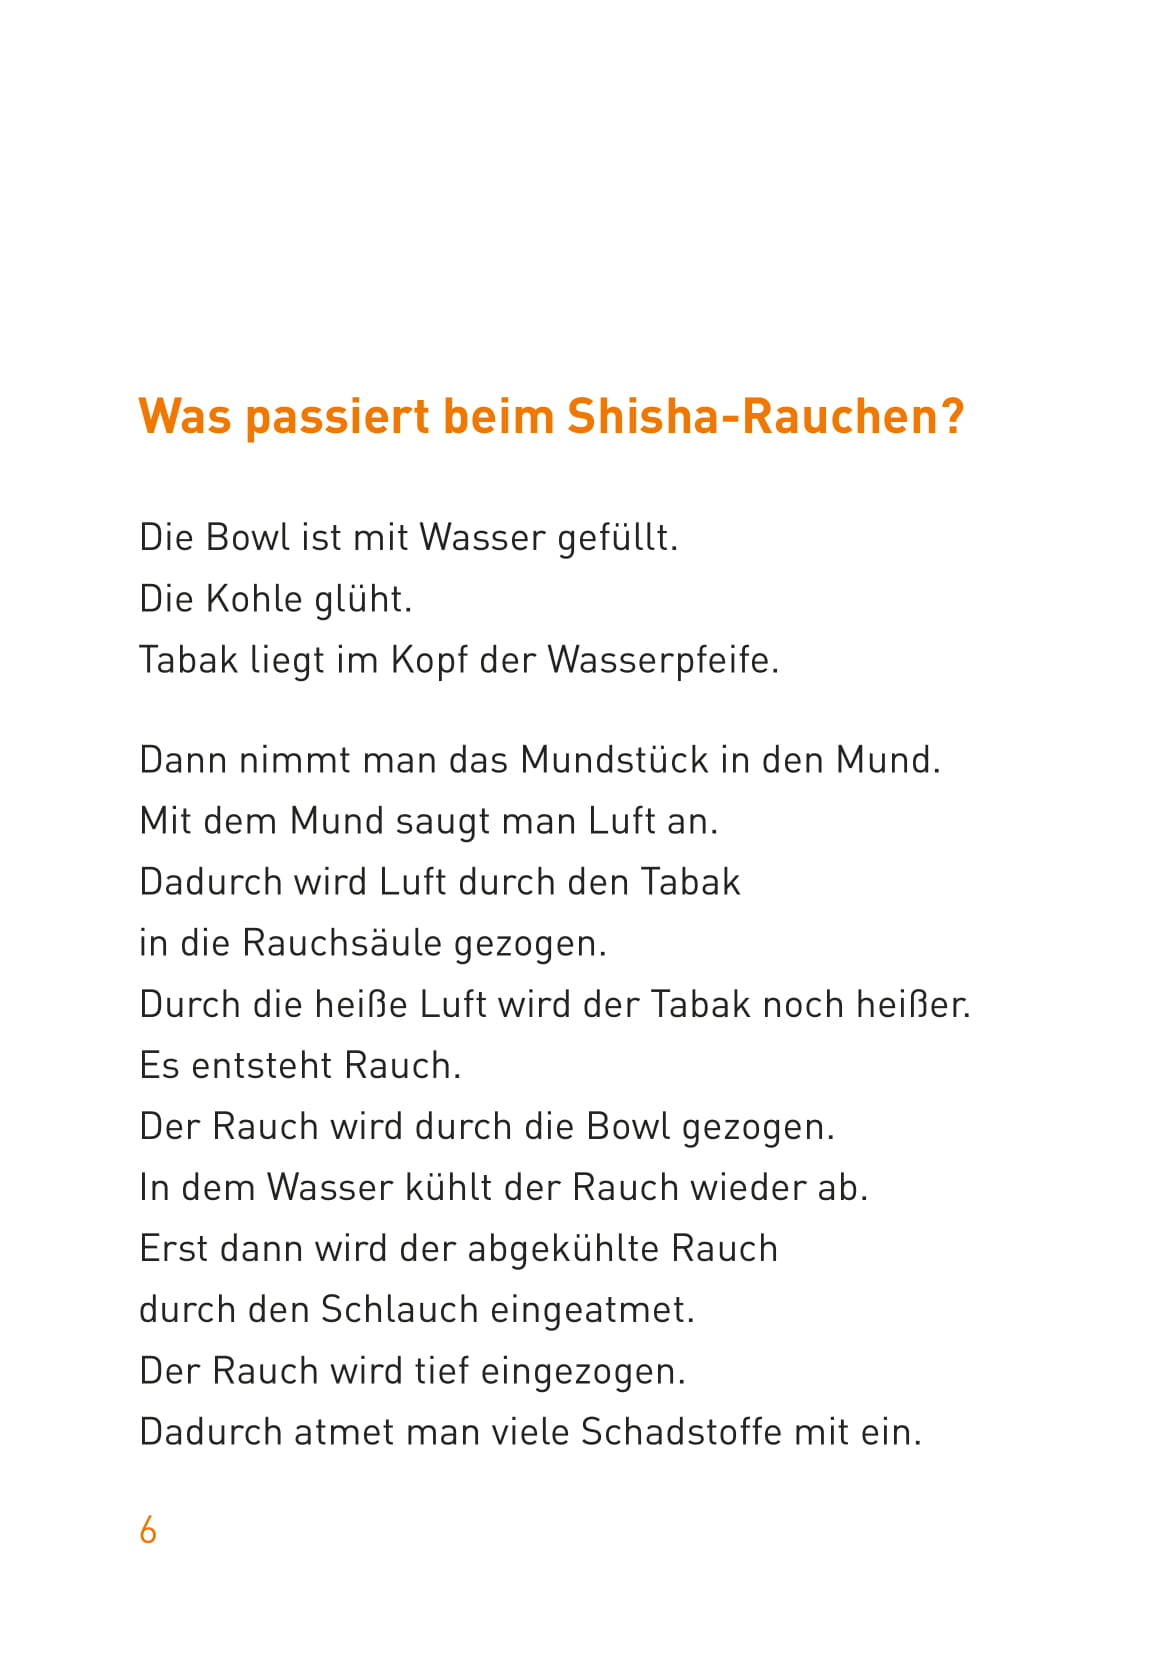 Was passiert beim Shisha-Rauchen?
Die Bowl ist mit Wasser gefüllt.
Die Kohle glüht.
Tabak liegt im Kopf der Wasserpfeife.
Dann nimmt man das Mundstück in den Mund.
Mit dem Mund saugt man Luft an.
Dadurch wird Luft durch den Tabak
in die Rauchsäule gezogen.
Durch die heiße Luft wird der Tabak noch heißer.
Es entsteht Rauch.
Der Rauch wird durch die Bowl gezogen.
In dem Wasser kühlt der Rauch wieder ab.
Erst dann wird der abgekühlte Rauch
durch den Schlauch eingeatmet.
Der Rauch wird tief eingezogen.
Dadurch atmet man viele Schadstoffe mit ein.
6